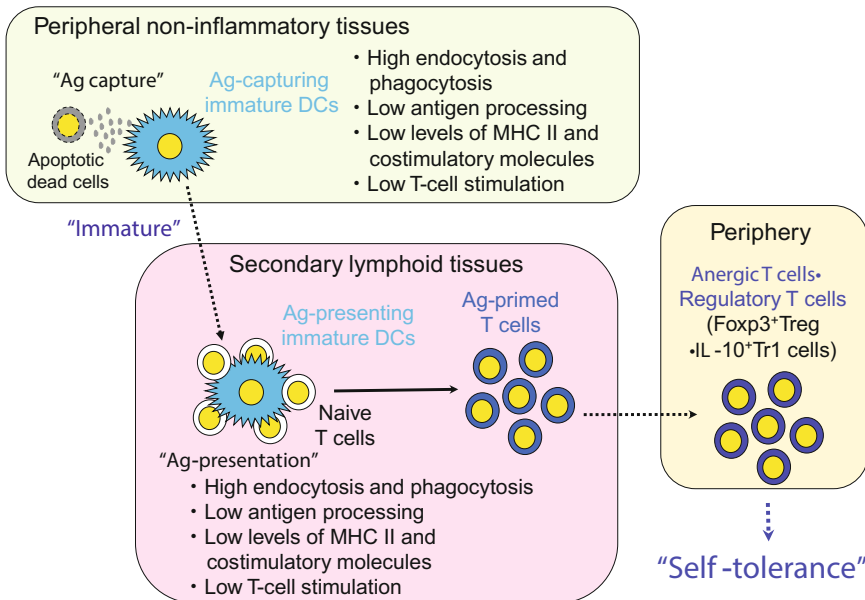 Peripheral non-inflammatory tissues
“Ag capture”
Apoptotic
dead cells
Ag-capturing
immature DCs
・High endocytosis and
phagocytosis
・Low antigen processing
・Low levels of MHC II and
costimulatory molecules
・Low T-cell stimulation
“Immature”
Secondary lymphoid tissues
Ag-presenting
immature DCs
Ag-primed
T cells
Naive
T cells
“Ag-presentation”
・High endocytosis and phagocytosis
・Low antigen processing
・Low levels of MHC II and
costimulatory molecules
・Low T-cell stimulation
Periphery
Anergic T cells•
Regulatory T cells
(Foxp3⁺Treg
•IL -10⁺Tr1 cells)
“Self -tolerance”